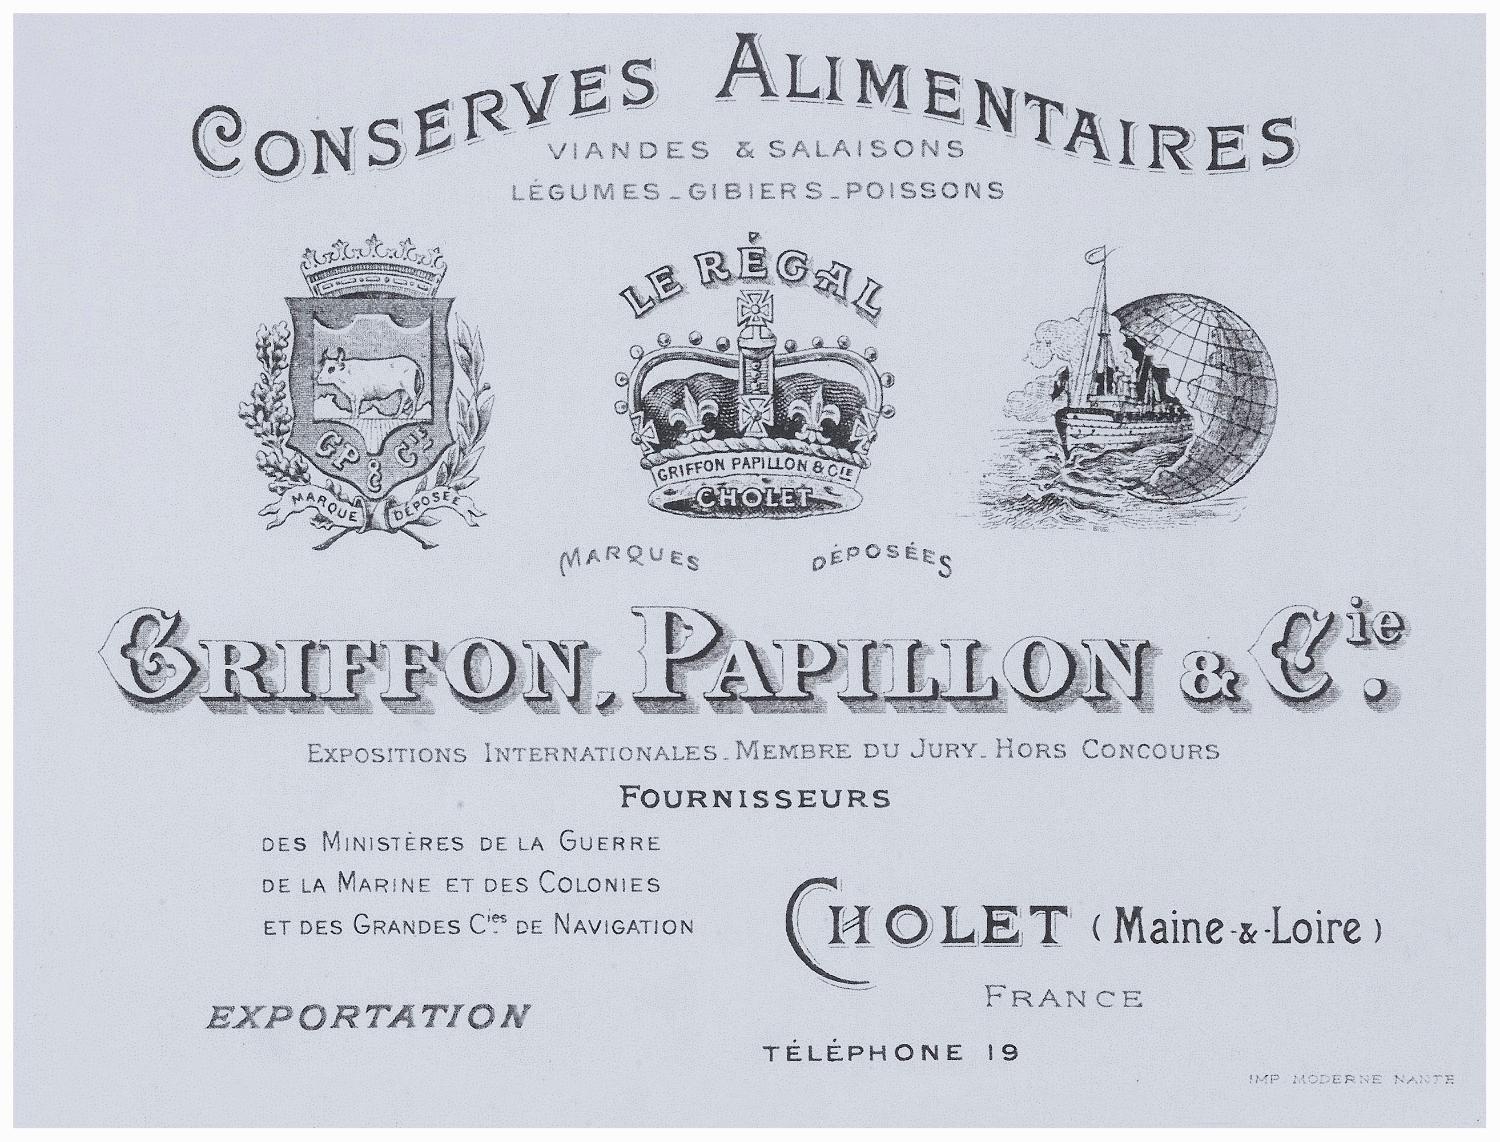 CONSERVES ALIMENTAIRES
VIANDES & SALAISONS
LÉGUMES_GIBIERS_POISSONS
GP & Cie
MARQUE DÉPOSÉE
LE RÉGAL
GRIFFON PAPILLON & CIE
CHOLET
MARQUES DÉPOSÉES
GRIFFON, PAPILLON & Cie.
EXPOSITIONS INTERNATIONALES_MEMBRE DU JURY_HORS CONCOURS
FOURNISSEURS
DES MINISTÈRES DE LA GUERRE
DE LA MARINE ET DES COLONIES
ET DES GRANDES Cies DE NAVIGATION
CHOLET (Maine-&-Loire)
FRANCE
EXPORTATION
TÉLÉPHONE 19
IMP MODERNE NANTE